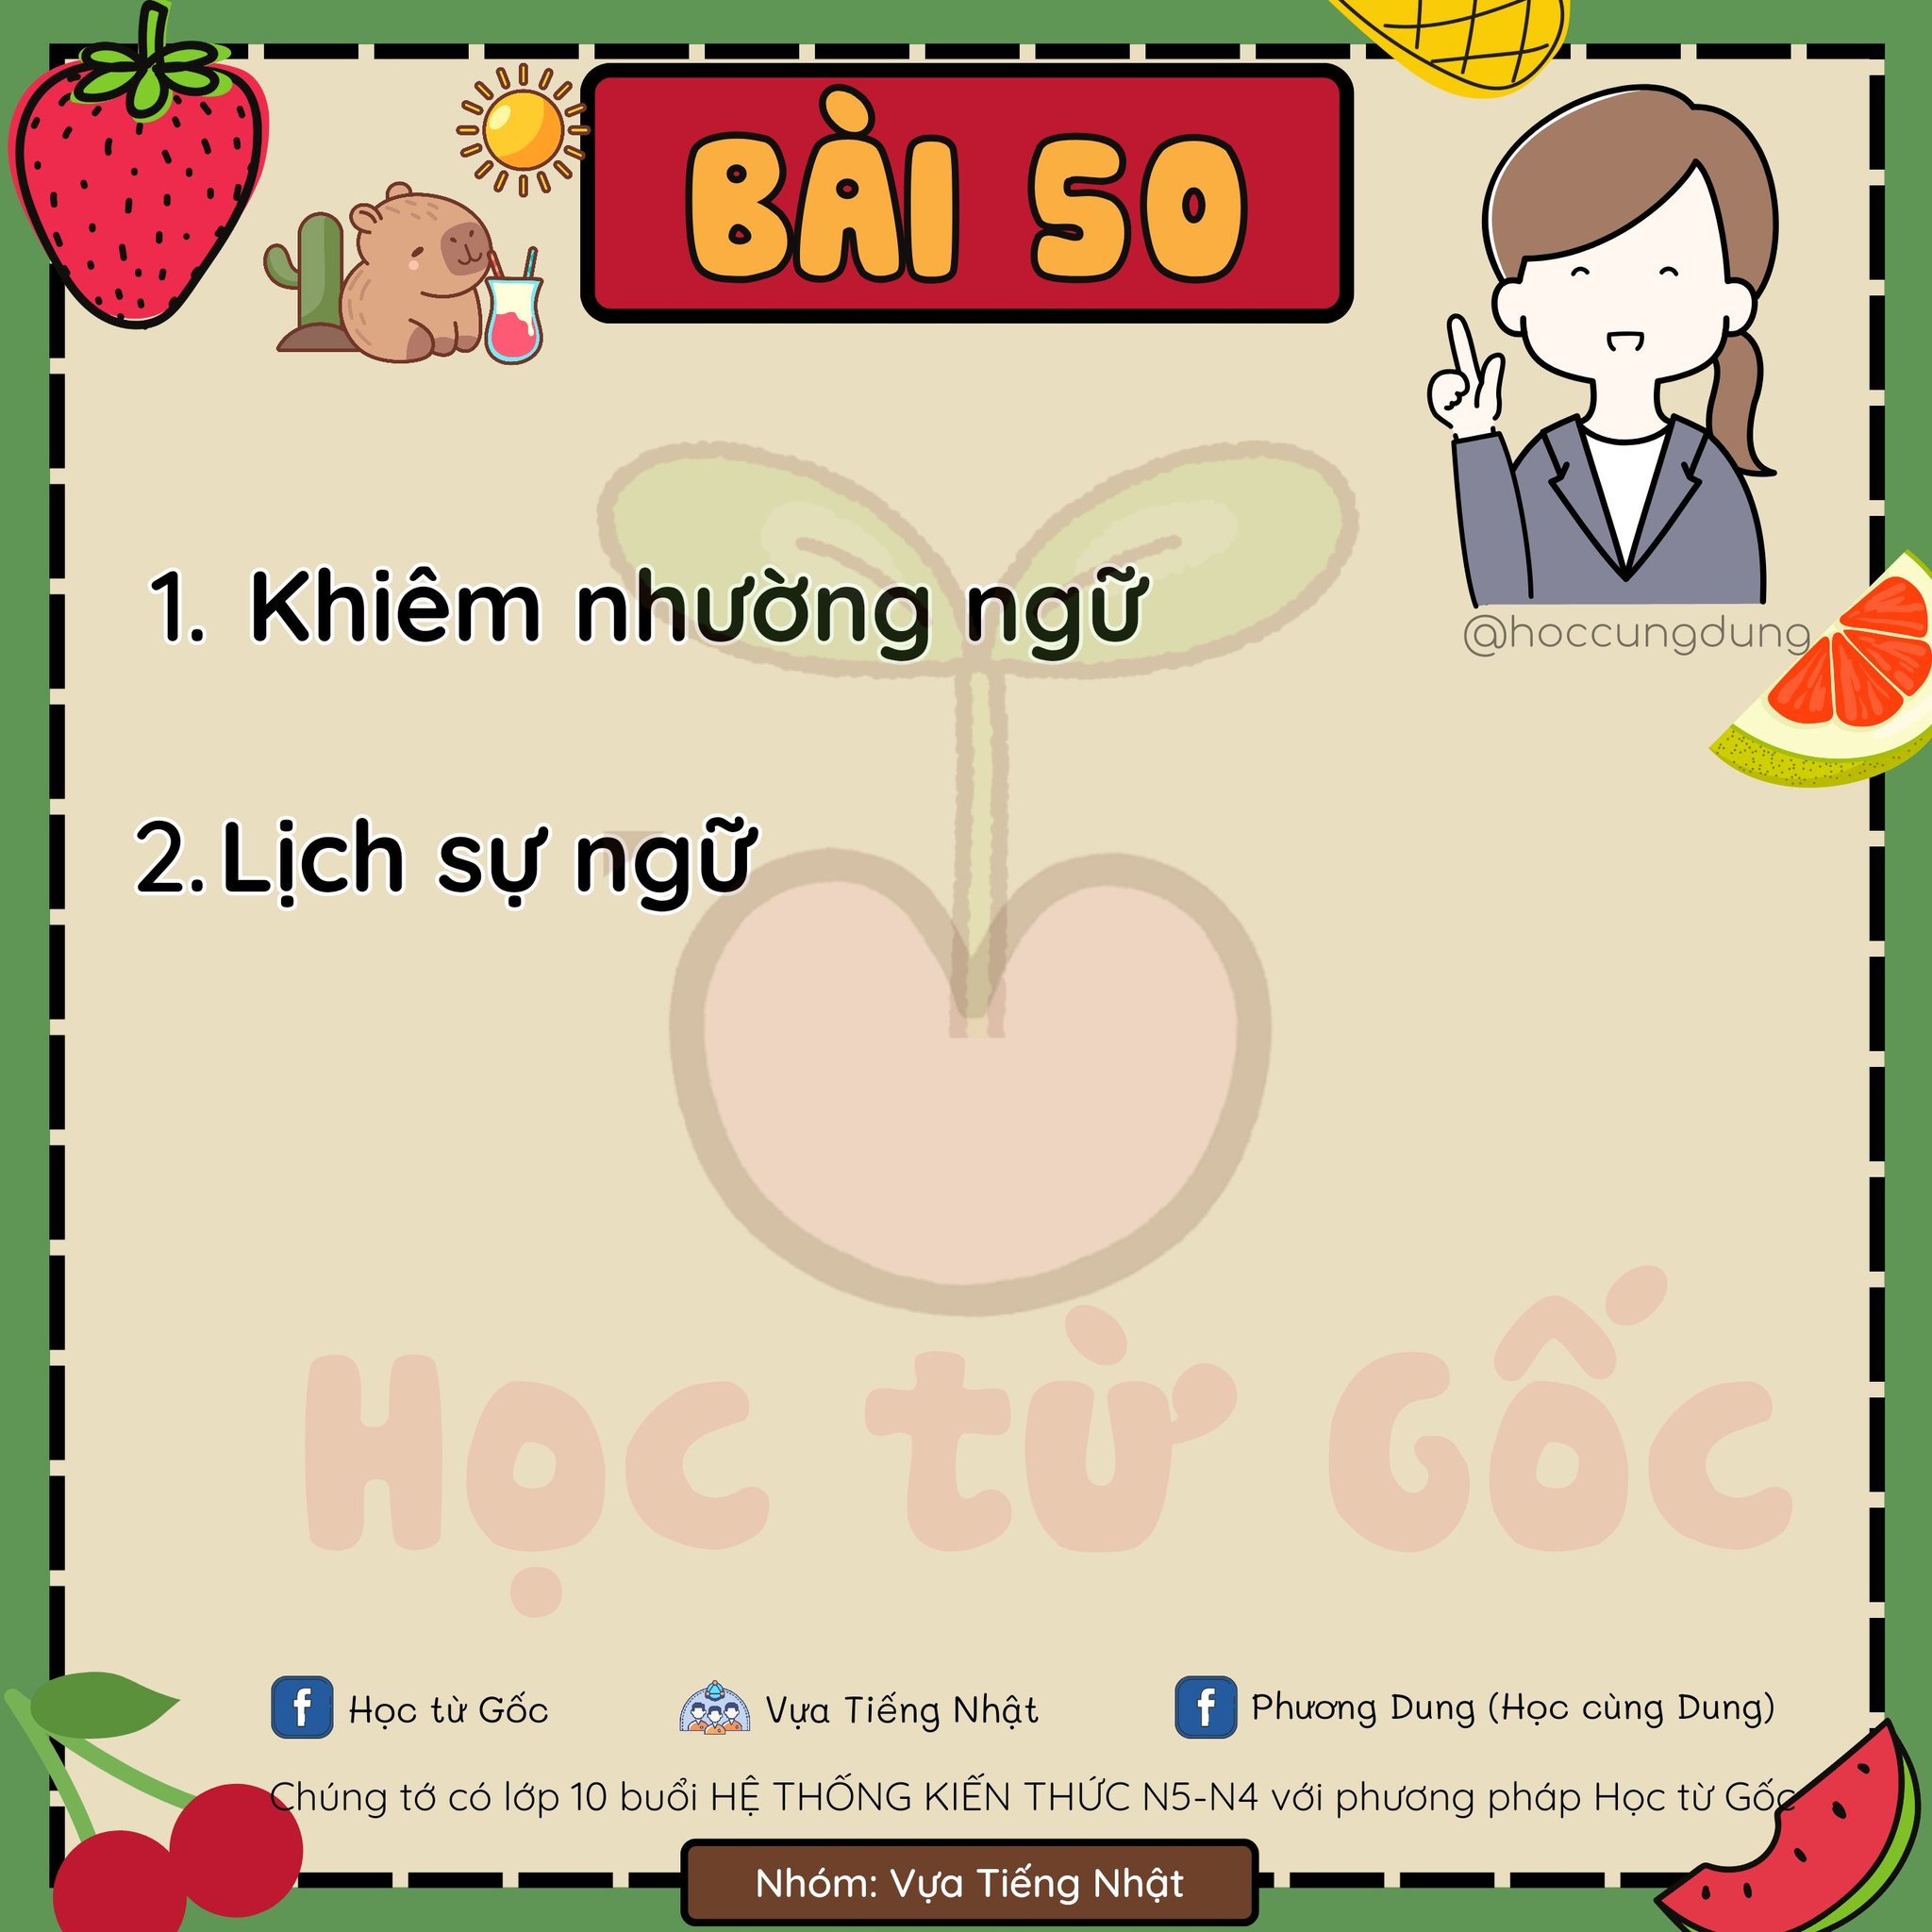 BÀI 50
1. Khiêm nhường ngữ
@hoccungdung
2. Lịch sự ngữ
Học từ Gốc
Học từ Gốc
Vựa Tiếng Nhật
Phương Dung (Học cùng Dung)
Chúng tớ có lớp 10 buổi HỆ THỐNG KIẾN THỨC N5-N4 với phương pháp Học từ Gốc
Nhóm: Vựa Tiếng Nhật